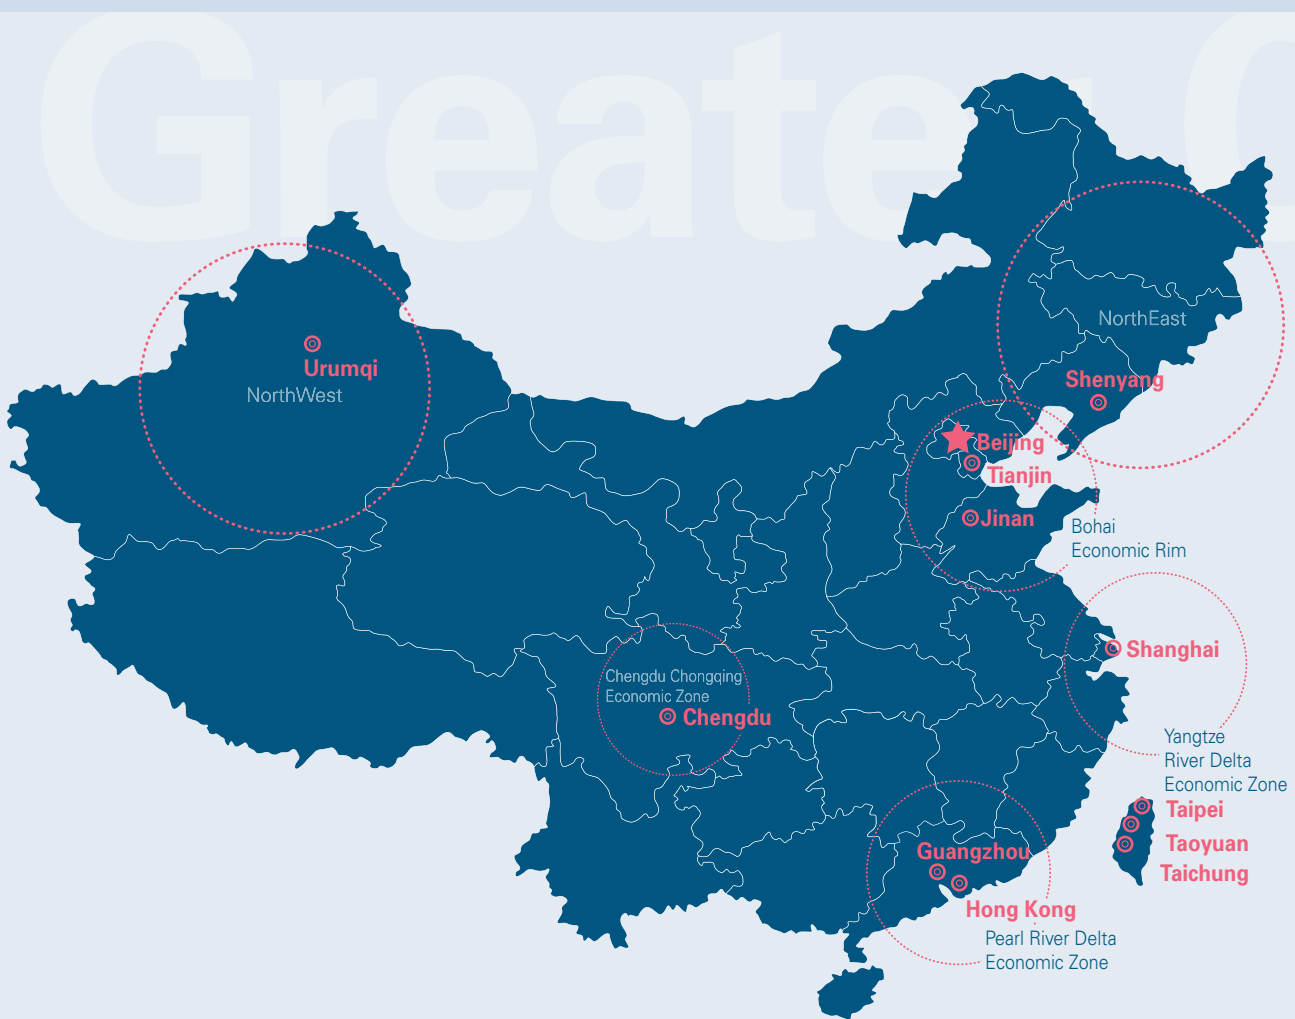 Greater C
NorthEast
Urumqi
NorthWest
Shenyang
Beijing
Tianjin
Jinan
Bohai
Economic Rim
Shanghai
Chengdu Chongqing
Economic Zone
Chengdu
Yangtze
River Delta
Economic Zone
Taipei
Taoyuan
Taichung
Guangzhou
Hong Kong
Pearl River Delta
Economic Zone